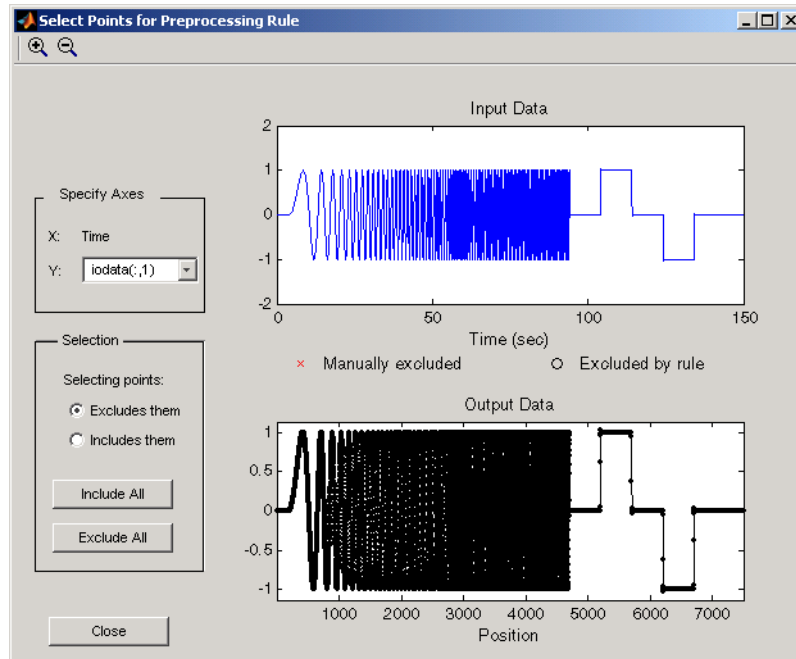 Select Points for Preprocessing Rule
Specify Axes
X: Time
Y: iodata(:,1)
Selection
Selecting points:
Excludes them
Includes them
Include All
Exclude All
Close
Input Data
2
1
0
-1
-2
0 50 100 150
Time (sec)
× Manually excluded
Excluded by rule
Output Data
1
0.5
0
-0.5
-1
1000 2000 3000 4000 5000 6000 7000
Position